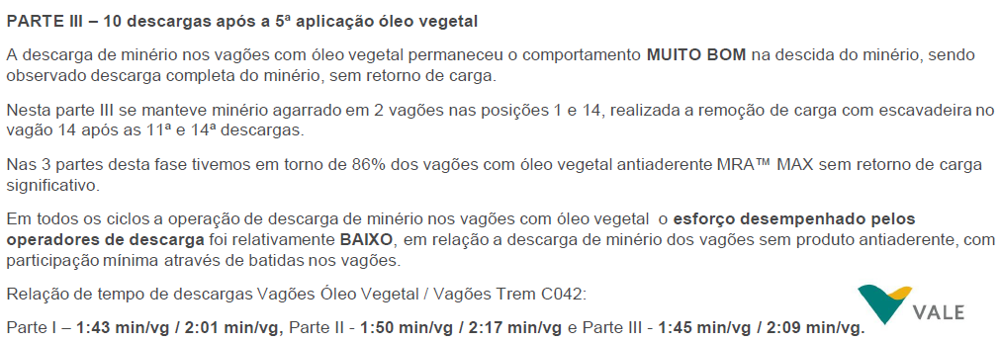 PARTE III – 10 descargas após a 5ª aplicação óleo vegetal
A descarga de minério nos vagões com óleo vegetal permaneceu o comportamento MUITO BOM na descida do minério, sendo
observado descarga completa do minério, sem retorno de carga.
Nesta parte III se manteve minério agarrado em 2 vagões nas posições 1 e 14, realizada a remoção de carga com escavadeira no
vagão 14 após as 11ª e 14ª descargas.
Nas 3 partes desta fase tivemos em torno de 86% dos vagões com óleo vegetal antiaderente MRA™ MAX sem retorno de carga
significativo.
Em todos os ciclos a operação de descarga de minério nos vagões com óleo vegetal o esforço desempenhado pelos
operadores de descarga foi relativamente BAIXO, em relação a descarga de minério dos vagões sem produto antiaderente, com
participação mínima através de batidas nos vagões.
Relação de tempo de descargas Vagões Óleo Vegetal / Vagões Trem C042:
Parte I – 1:43 min/vg / 2:01 min/vg, Parte II - 1:50 min/vg / 2:17 min/vg e Parte III - 1:45 min/vg / 2:09 min/vg.
VALE